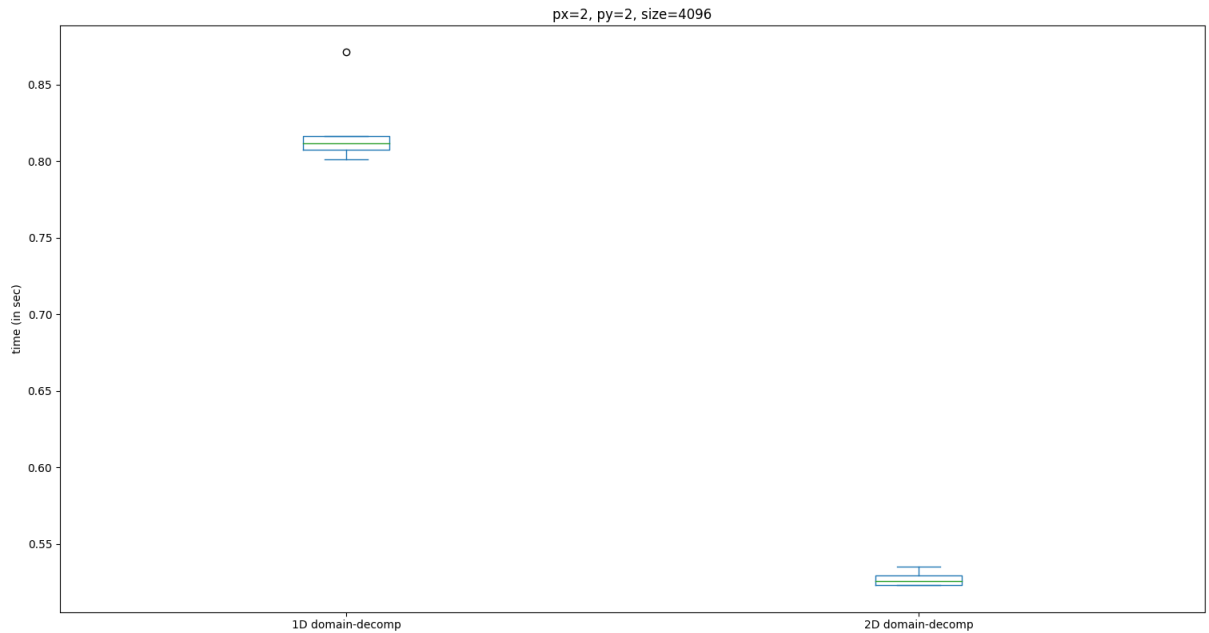 px=2, py=2, size=4096
0.85
0.80
0.75
0.70
0.65
0.60
0.55
time (in sec)
1D domain-decomp
2D domain-decomp